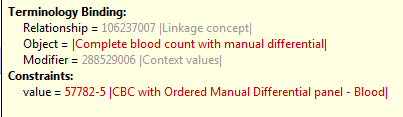 Terminology Binding:
Relationship = 106237007 |Linkage concept|
Object = |Complete blood count with manual differential|
Modifier = 288529006 |Context values|
Constraints:
value = 57782-5 |CBC with Ordered Manual Differential panel - Blood|